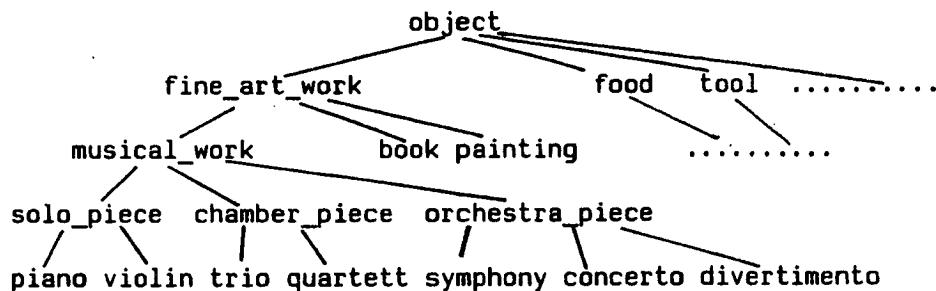 object
fine_art_work food tool ..........
musical_work book painting ..........
solo_piece chamber_piece orchestra_piece
piano violin trio quartett symphony concerto divertimento